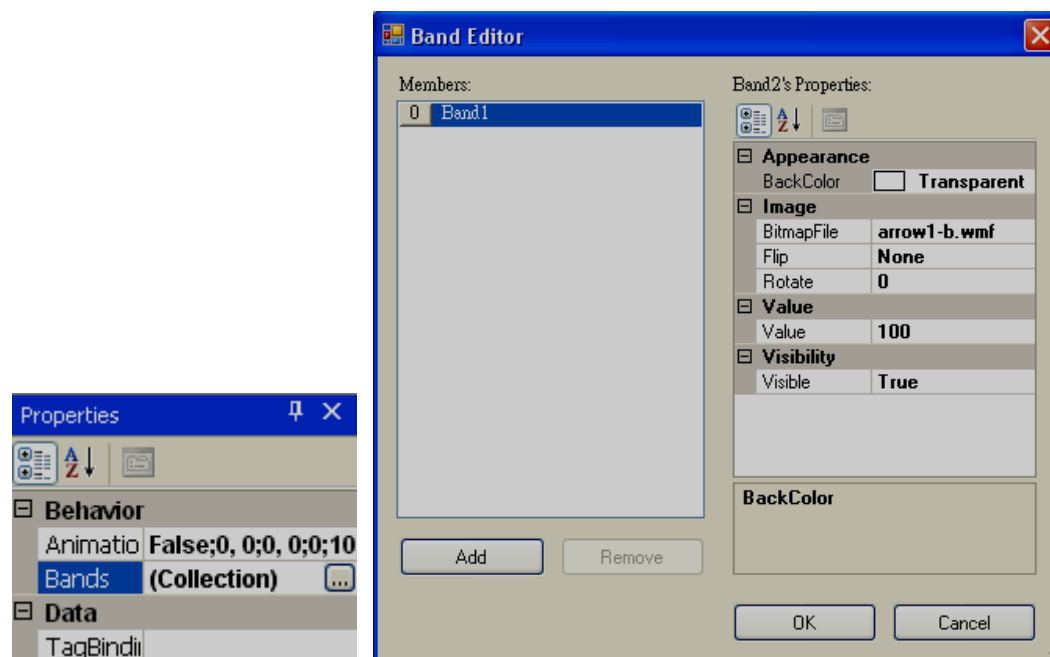 Band Editor
Members:
0 Band1
Add
Remove
Band2's Properties:
Appearance
BackColor Transparent
Image
BitmapFile arrow1-b.wmf
Flip None
Rotate 0
Value
Value 100
Visibility
Visible True
BackColor
OK
Cancel
Properties
Behavior
Animatio False;0, 0;0, 0;0;10
Bands (Collection) ...
Data
TagBindii